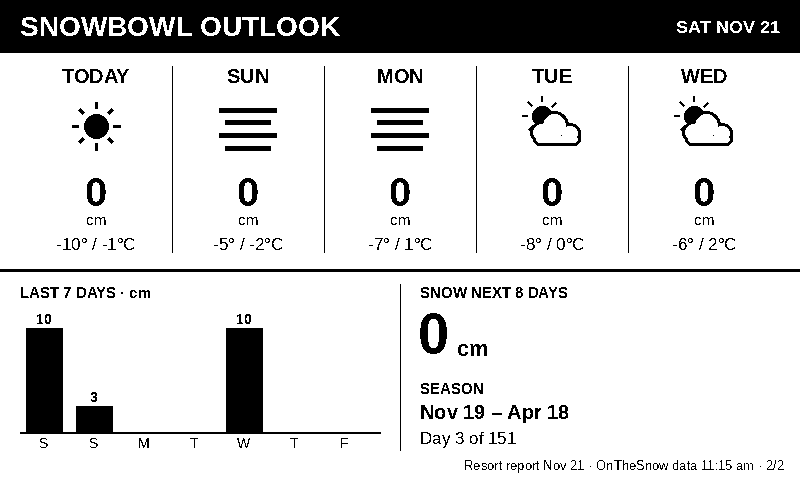 SNOWBOWL OUTLOOK SAT NOV 21
TODAY SUN MON TUE WED
0 0 0 0 0
cm cm cm cm cm
-10° / -1°C -5° / -2°C -7° / 1°C -8° / 0°C -6° / 2°C
LAST 7 DAYS · cm
10 3 10
S S M T W T F
SNOW NEXT 8 DAYS
0 cm
SEASON
Nov 19 – Apr 18
Day 3 of 151
Resort report Nov 21 · OnTheSnow data 11:15 am · 2/2